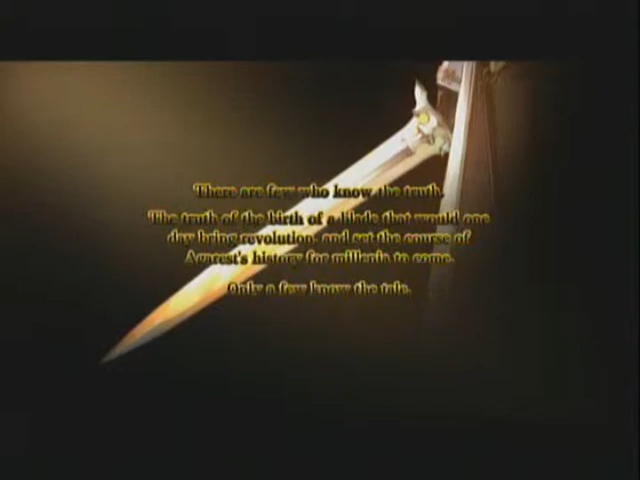 There are few who know the truth.
The truth of the birth of a blade that would one
day bring revolution, and set the course of
Agarest's history for millenia to come.
Only a few know the tale.